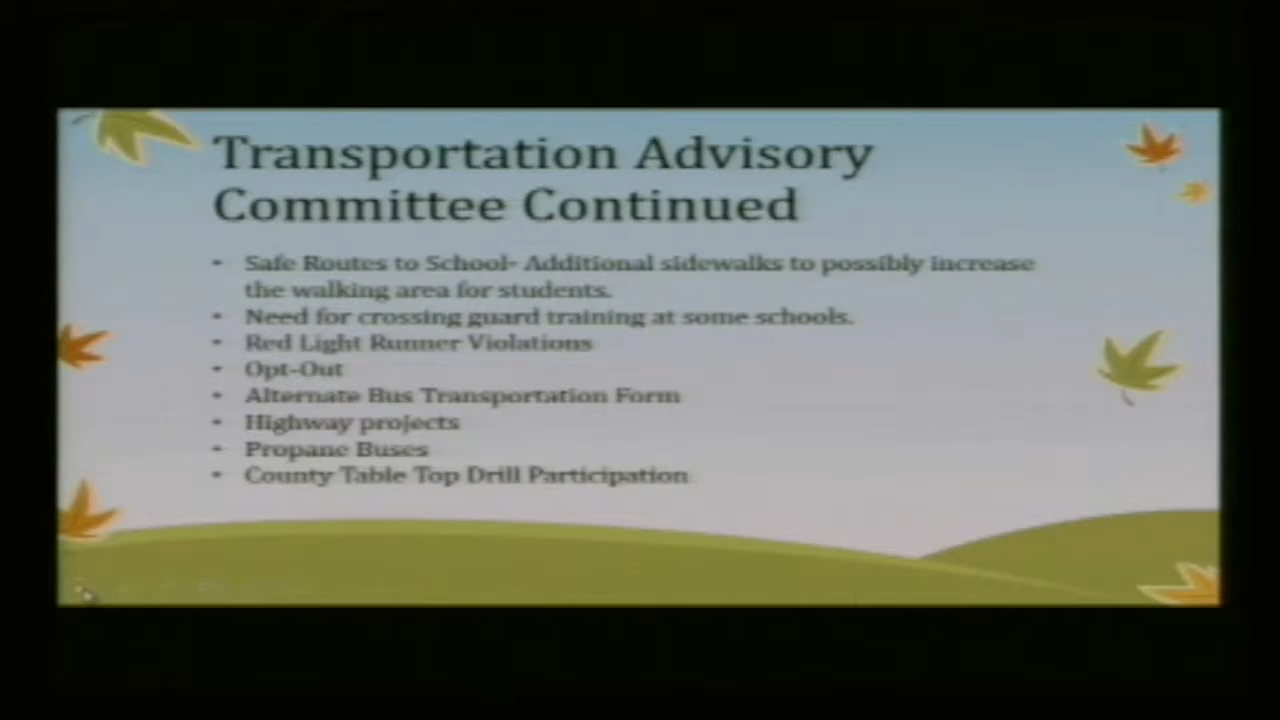 Transportation Advisory
Committee Continued
• Safe Routes to School- Additional sidewalks to possibly increase
the walking area for students.
• Need for crossing guard training at some schools.
• Red Light Runner Violations
• Opt-Out
• Alternate Bus Transportation Form
• Highway projects
• Propane Buses
• County Table Top Drill Participation